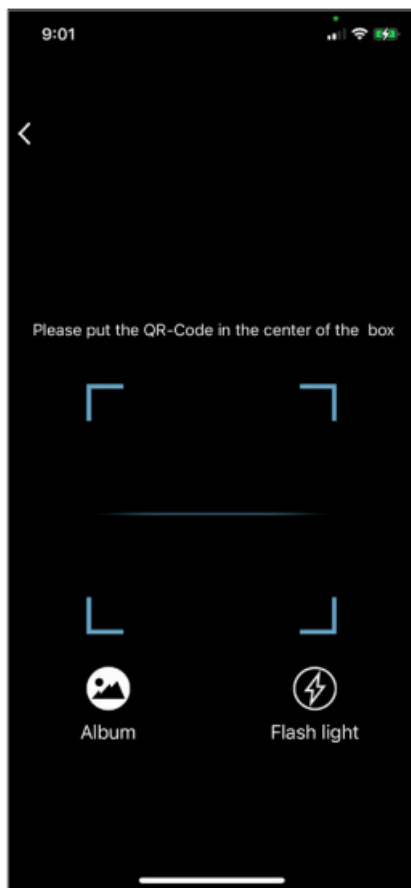 9:01
Please put the QR-Code in the center of the  box
Album
Flash light